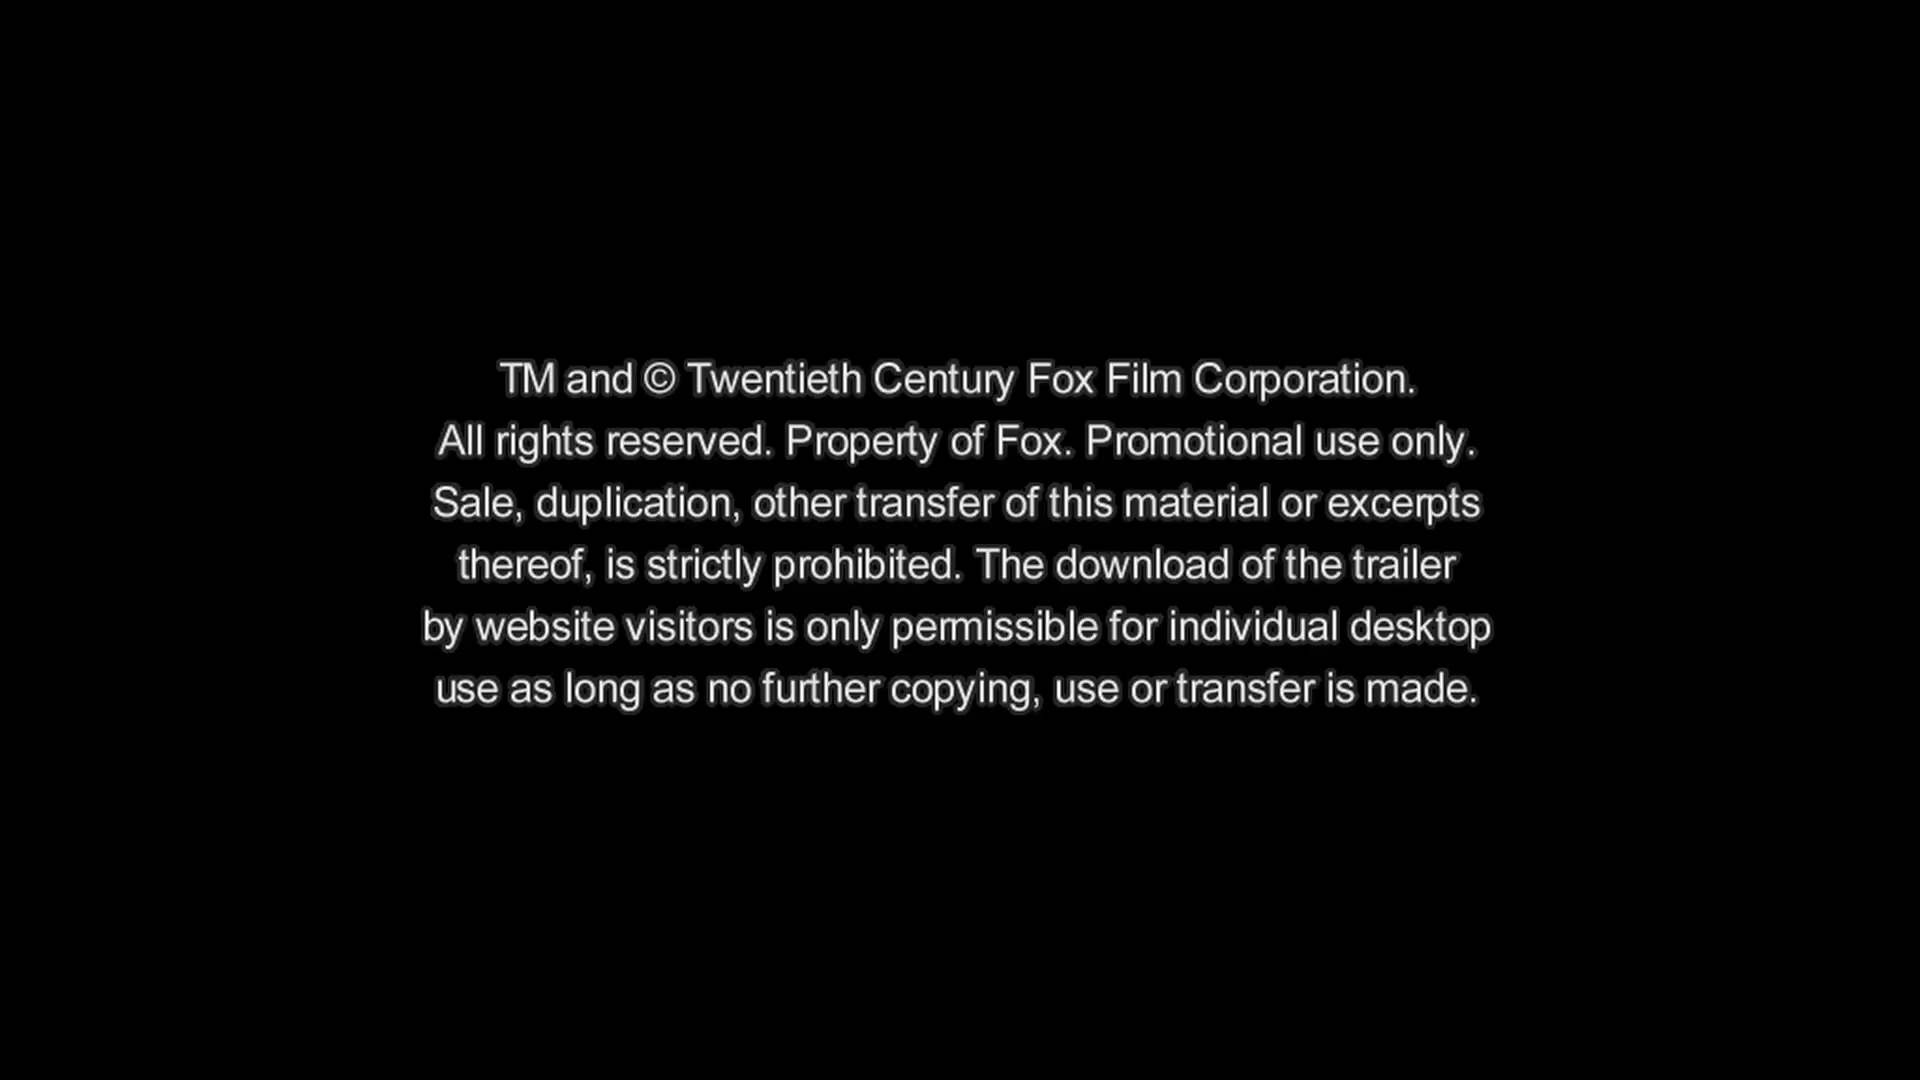 TM and © Twentieth Century Fox Film Corporation.
All rights reserved. Property of Fox. Promotional use only.
Sale, duplication, other transfer of this material or excerpts
thereof, is strictly prohibited. The download of the trailer
by website visitors is only permissible for individual desktop
use as long as no further copying, use or transfer is made.